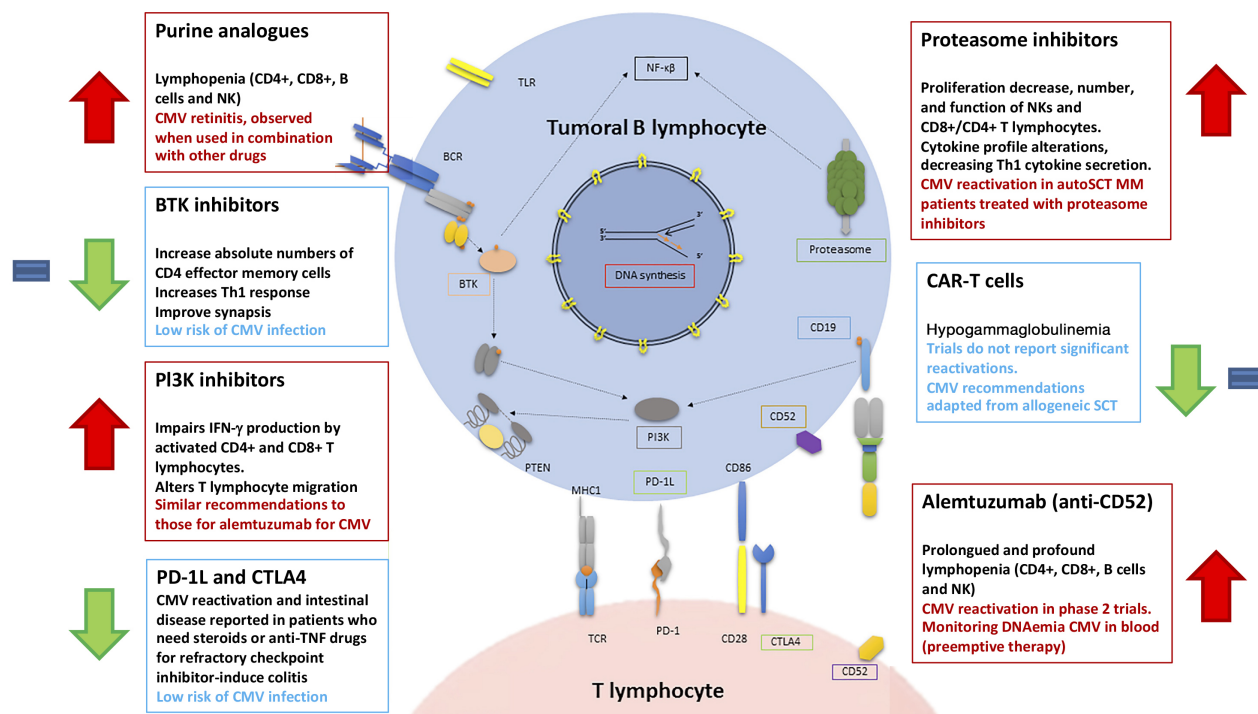 Purine analogues
Lymphopenia (CD4+, CD8+, B
cells and NK)
CMV retinitis, observed
when used in combination
with other drugs
BTK inhibitors
Increase absolute numbers of
CD4 effector memory cells
Increases Th1 response
Improve synapsis
Low risk of CMV infection
Pl3K inhibitors
Impairs IFN-γ production by
activated CD4+ and CD8+ T
lymphocytes.
Alters T lymphocyte migration
Similar recommendations to
those for alemtuzumab for CMV
PD-1L and CTLA4
CMV reactivation and intestinal
disease reported in patients who
need steroids or anti-TNF drugs
for refractory checkpoint
inhibitor-induce colitis
Low risk of CMV infection
TLR
NF-κβ
Tumoral B lymphocyte
BCR
BTK
3'
5'
3'
5'
DNA synthesis
Proteasome
CD19
CD52
PI3K
PTEN
PD-1L
CD86
MHC1
TCR
PD-1
CD28
CTLA4
CD52
T lymphocyte
Proteasome inhibitors
Proliferation decrease, number,
and function of NKs and
CD8+/CD4+ T lymphocytes.
Cytokine profile alterations,
decreasing Th1 cytokine secretion.
CMV reactivation in autoSCT MM
patients treated with proteasome
inhibitors
CAR-T cells
Hypogammaglobulinemia
Trials do not report significant
reactivations.
CMV recommendations
adapted from allogeneic SCT
Alemtuzumab (anti-CD52)
Prolongued and profound
lymphopenia (CD4+, CD8+, B cells
and NK)
CMV reactivation in phase 2 trials.
Monitoring DNAemia CMV in blood
(preemptive therapy)